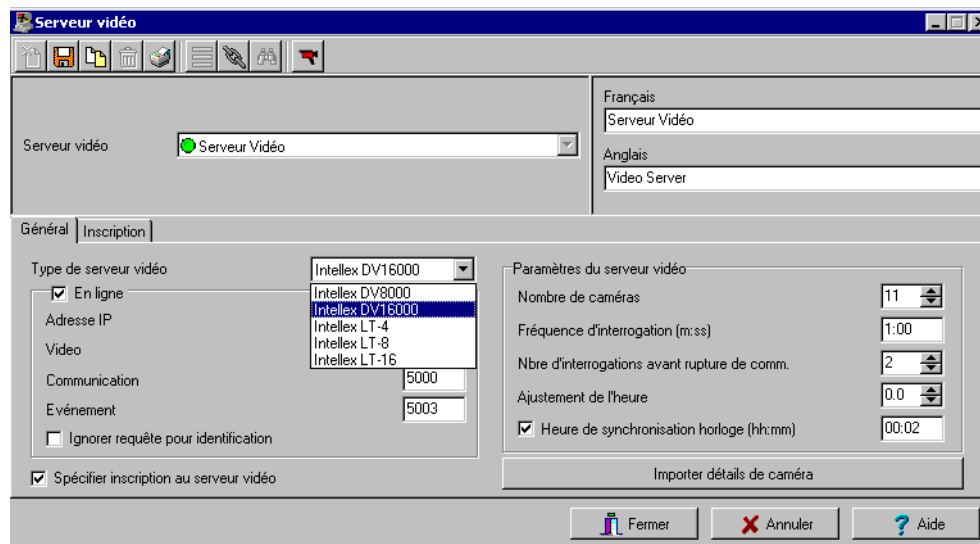 Serveur vidéo
Français
Serveur Vidéo
Serveur vidéo
Serveur Vidéo
Anglais
Video Server
Général
Inscription
Type de serveur vidéo
Intellex DV16000
Intellex DV8000
Intellex DV16000
Intellex LT-4
Intellex LT-8
Intellex LT-16
En ligne
Adresse IP
Video
Communication
5000
Evénement
5003
Ignorer requête pour identification
Spécifier inscription au serveur vidéo
Paramètres du serveur vidéo
Nombre de caméras
11
Fréquence d'interrogation (m:ss)
1:00
Nbre d'interrogations avant rupture de comm.
2
Ajustement de l'heure
0.0
Heure de synchronisation horloge (hh:mm)
00:02
Importer détails de caméra
Fermer
Annuler
Aide